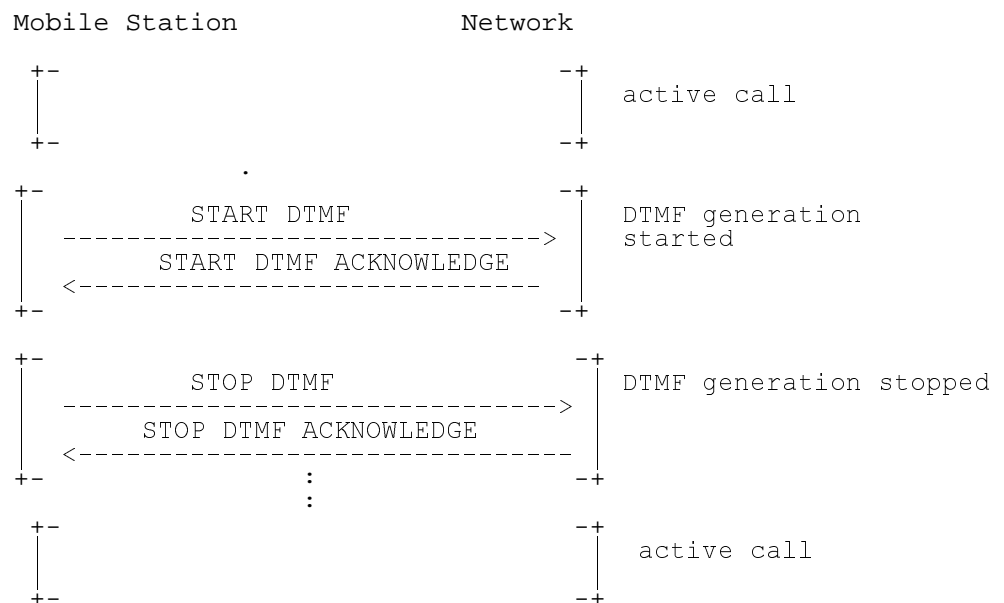 Mobile Station Network
active call
START DTMF DTMF generation
started
START DTMF ACKNOWLEDGE
STOP DTMF DTMF generation stopped
STOP DTMF ACKNOWLEDGE
active call